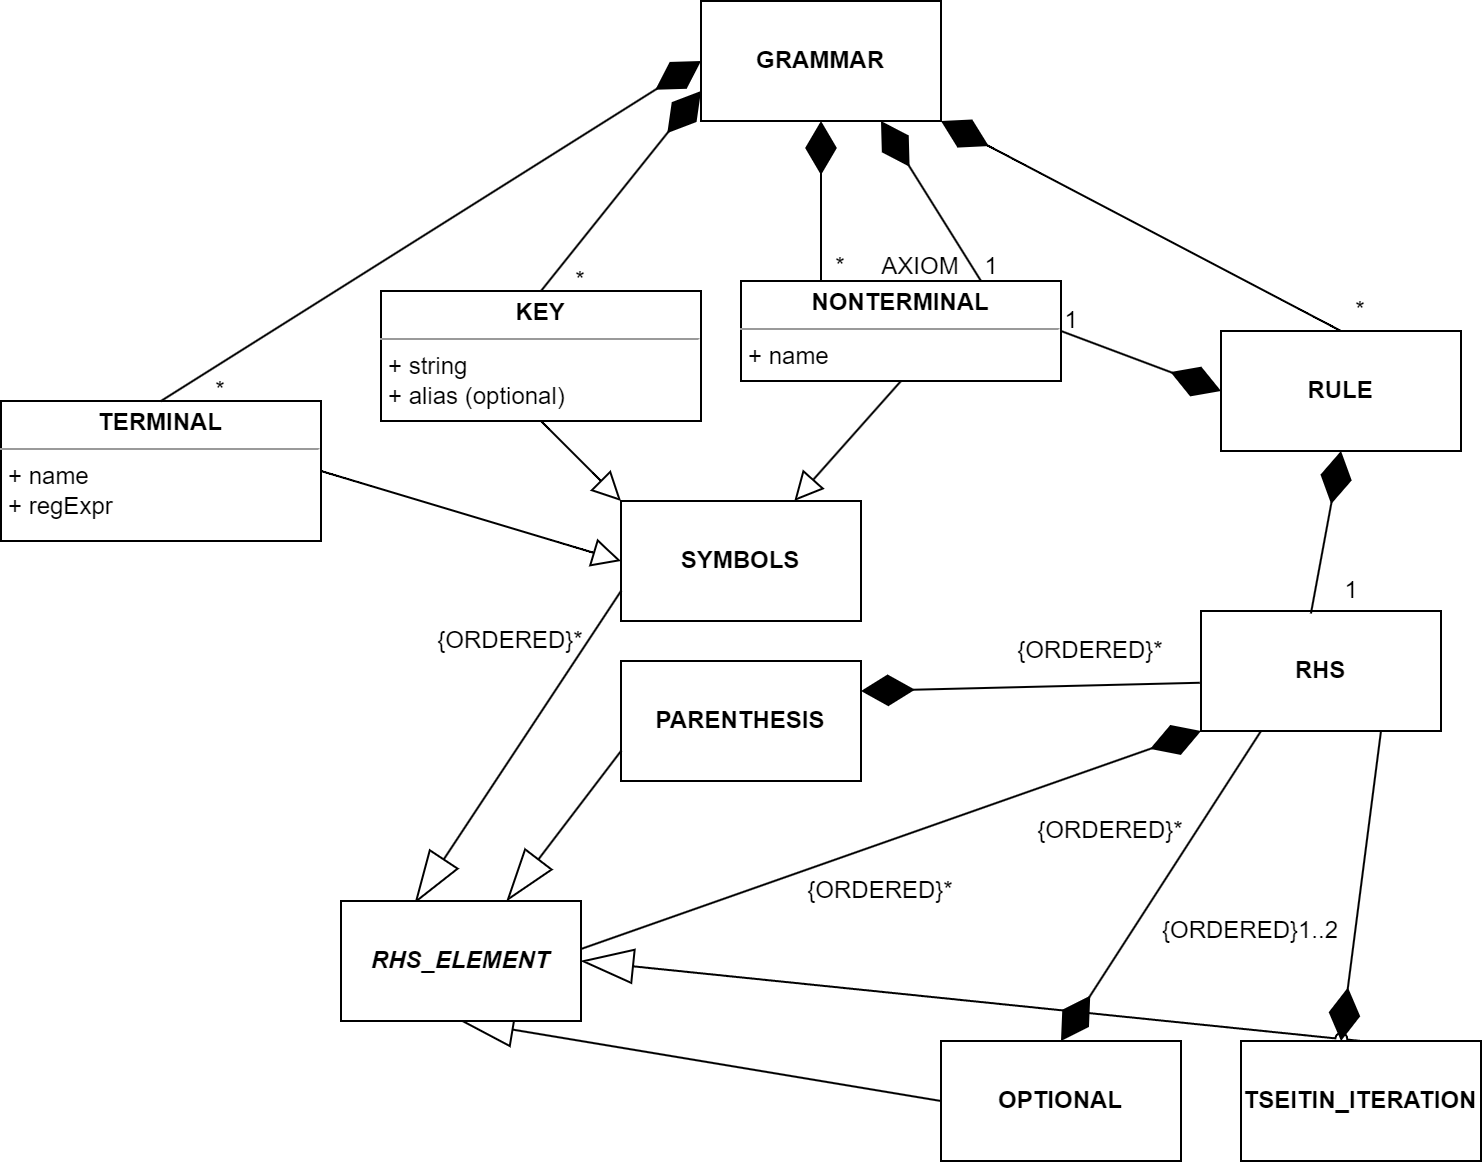 GRAMMAR
*
AXIOM
1
*
NONTERMINAL
+ name
*
KEY
+ string
+ alias (optional)
1
*
RULE
*
TERMINAL
+ name
+ regExpr
SYMBOLS
1
{ORDERED}*
{ORDERED}*
RHS
PARENTHESIS
{ORDERED}*
{ORDERED}*
{ORDERED}1..2
RHS_ELEMENT
OPTIONAL
TSEITIN_ITERATION